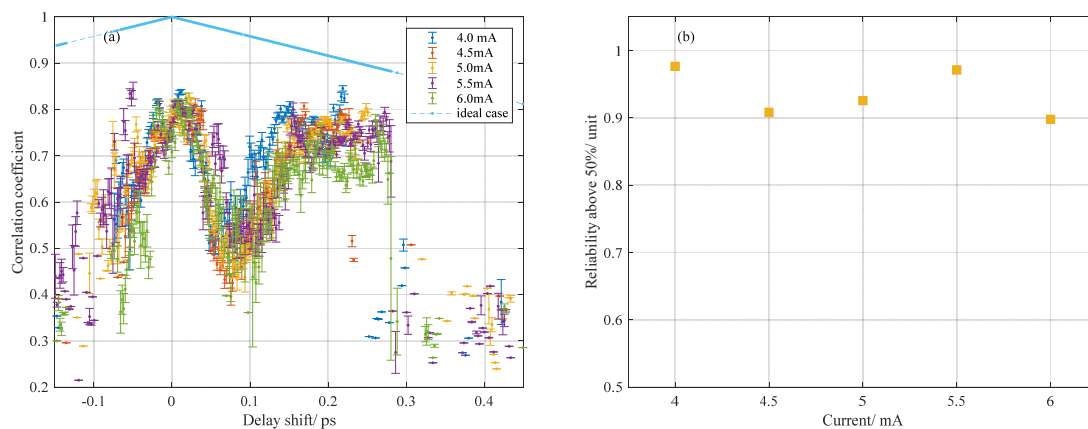 (a)
4.0 mA
4.5mA
5.0mA
5.5mA
6.0mA
ideal case
1
0.9
0.8
0.7
0.6
0.5
0.4
0.3
0.2
-0.1
0
0.1
0.2
0.3
0.4
Correlation coefficient
Delay shift/ ps
(b)
1
0.9
0.8
0.7
0.6
0.5
4
4.5
5
5.5
6
Reliability above 50%/ unit
Current/ mA